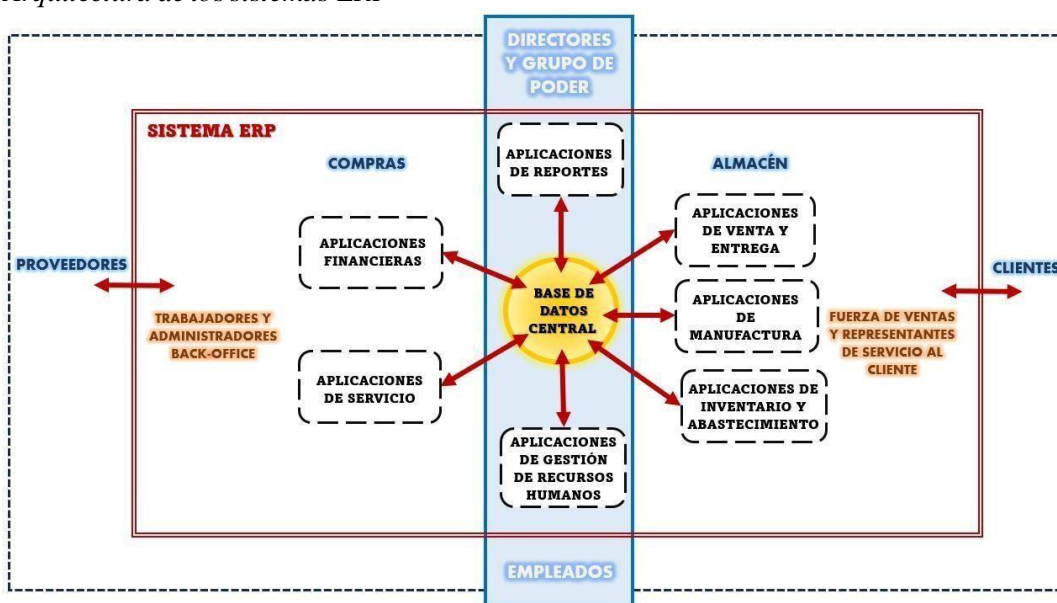 Arquitectura de los sistemas ERP
DIRECTORES
Y GRUPO DE
PODER
SISTEMA ERP
COMPRAS
APLICACIONES
DE REPORTES
ALMACÉN
APLICACIONES
FINANCIERAS
APLICACIONES
DE VENTA Y
ENTREGA
PROVEEDORES
BASE DE
DATOS
CENTRAL
APLICACIONES
DE
MANUFACTURA
CLIENTES
TRABAJADORES Y
ADMINISTRADORES
BACK-OFFICE
FUERZA DE VENTAS
Y REPRESENTANTES
DE SERVICIO AL
CLIENTE
APLICACIONES
DE SERVICIO
APLICACIONES DE
INVENTARIO Y
ABASTECIMIENTO
APLICACIONES
DE GESTIÓN
DE RECURSOS
HUMANOS
EMPLEADOS